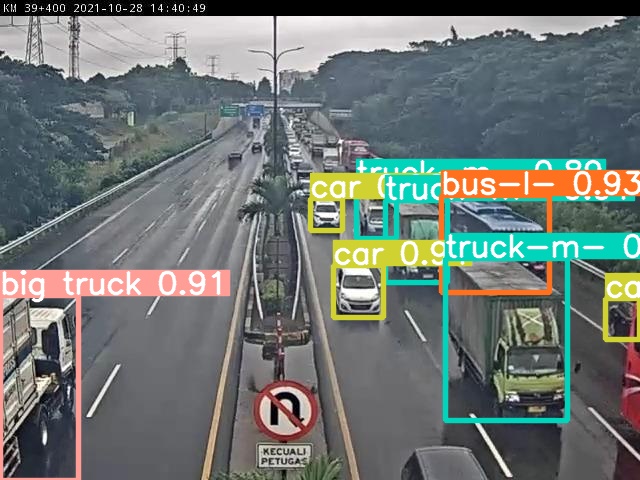 KM 39+400 2021-10-28 14:40:49
truck-m- 0.89
car
bus-l- 0.93
car 0.9
truck-m-
big truck 0.91
car
KECUALI
PETUGAS